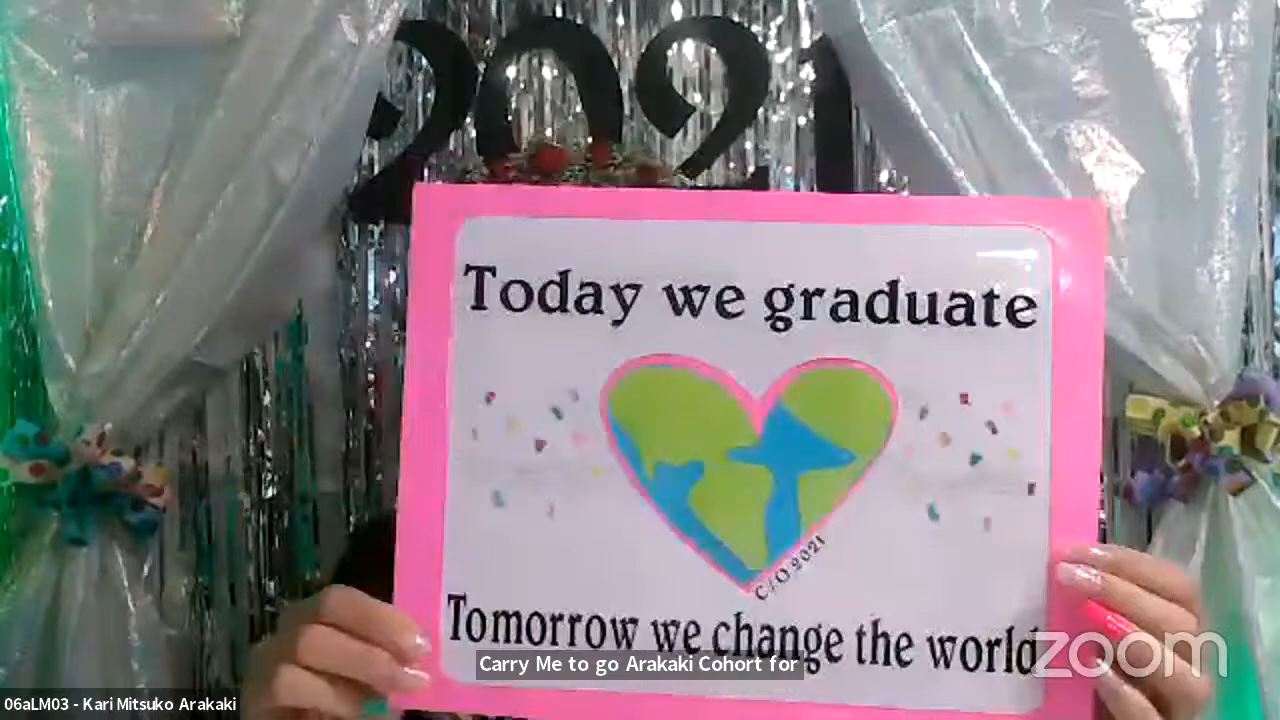 2021
Today we graduate
C/O 2021
Tomorrow we change the world
Carry Me to go Arakaki Cohort for
zoom
06aLM03 - Kari Mitsuko Arakaki